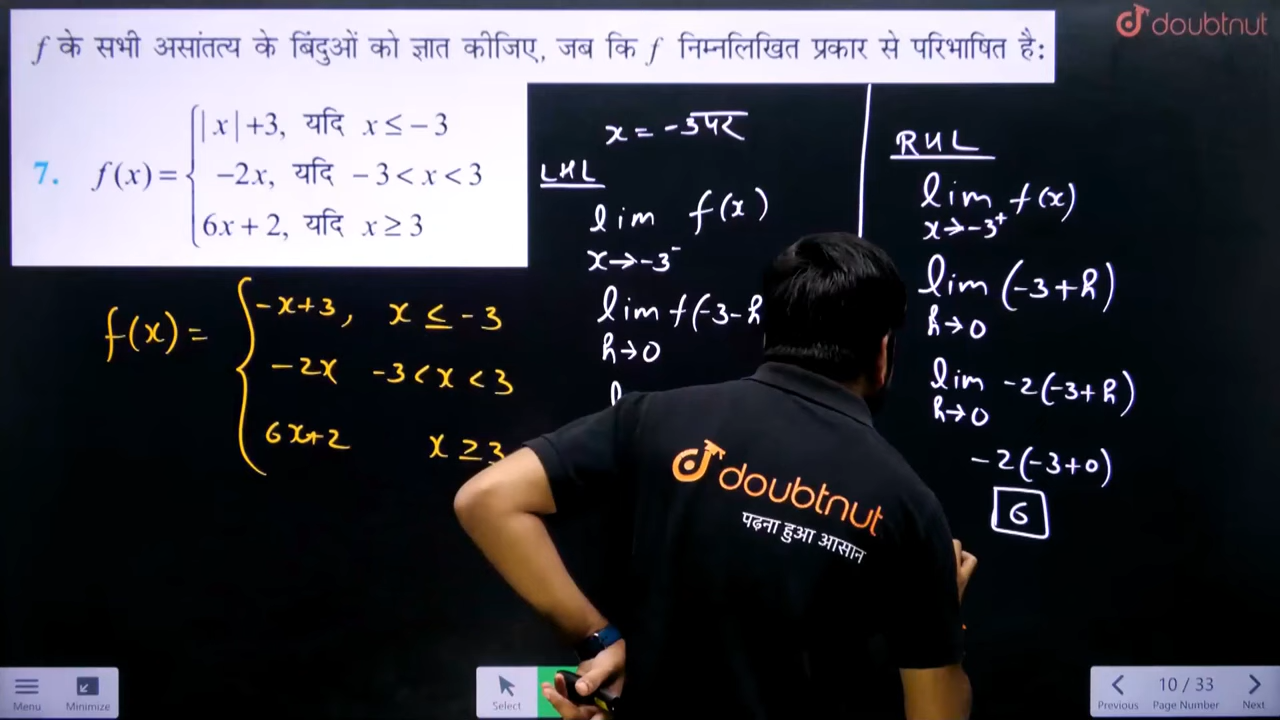 f के सभी असांतत्य के बिंदुओं को ज्ञात कीजिए, जब कि f निम्नलिखित प्रकार से परिभाषित है:
doubtnut
7. f(x) = { |x| +3, यदि x ≤ − 3
−2x, यदि − 3 < x < 3
6x + 2, यदि x ≥ 3
f(x) = { -x+3, x ≤ -3
-2x -3 < x < 3
6x+2 x ≥ 3
x = -3 पर
LHL
lim f(x)
x→-3⁻
lim f(-3-h
h→0
RHL
lim f(x)
x→-3⁺
lim (-3+h)
h→0
lim -2(-3+h)
h→0
-2(-3+0)
6
doubtnut
पढ़ना हुआ आसान
Menu
Minimize
Select
Previous
10 / 33
Page Number
Next